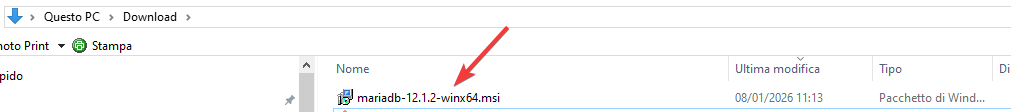 Questo PC > Download >
oto Print Stampa
pido
Nome Ultima modifica Tipo Di
mariadb-12.1.2-winx64.msi 08/01/2026 11:13 Pacchetto di Wind...